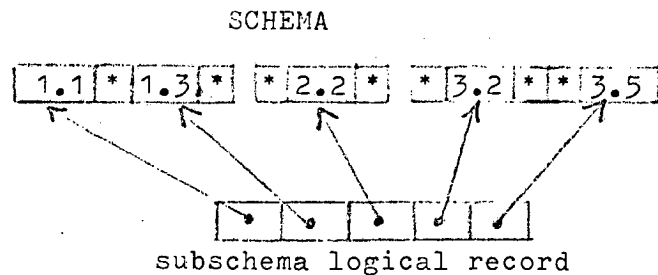 SCHEMA
1.1 * 1.3 * * 2.2 * * 3.2 * * 3.5
subschema logical record